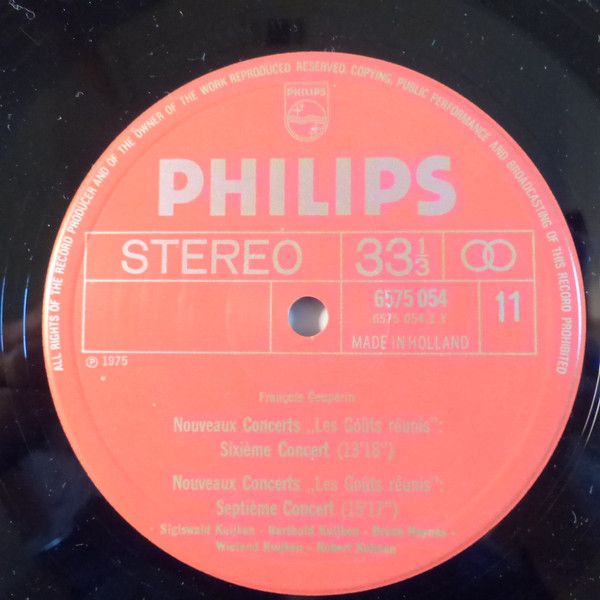 ALL RIGHTS OF THE RECORD PRODUCER AND OF THE OWNER OF THE WORK REPRODUCED RESERVED. COPYING, PUBLIC PERFORMANCE AND BROADCASTING OF THIS RECORD PROHIBITED
PHILIPS
PHILIPS
STEREO 33 1/3
6575 054
6575 054.1 Y
11
MADE IN HOLLAND
℗ 1975
François Couperin
Nouveaux Concerts „Les Goûts réunis":
Sixième Concert (13'18")
Nouveaux Concerts „Les Goûts réunis":
Septième Concert (15'17")
Sigiswald Kuijken - Barthold Kuijken - Bruce Haynes -
Wieland Kuijken - Robert Kohnen